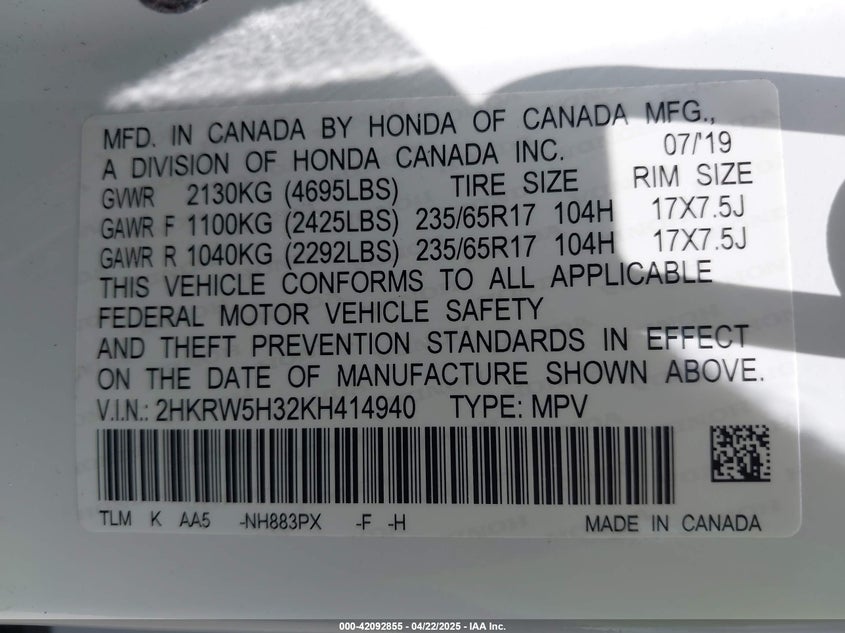 MFD. IN CANADA BY HONDA OF CANADA MFG.,
A DIVISION OF HONDA CANADA INC. 07/'19
GVWR 2130KG (4695LBS) TIRE SIZE RIM SIZE
GAWR F 1100KG (2425LBS) 235/65R17 104H 17X7.5J
GAWR R 1040KG (2292LBS) 235/65R17 104H 17X7.5J
THIS VEHICLE CONFORMS TO ALL APPLICABLE
FEDERAL MOTOR VEHICLE SAFETY
AND THEFT PREVENTION STANDARDS IN EFFECT
ON THE DATE OF MANUFACTURE SHOWN ABOVE.
V.I.N.: 2HKRW5H32KH414940 TYPE: MPV
TLM K AA5 -NH883PX -F -H MADE IN CANADA
000-42092855 - 04/22/2025 - IAA Inc.